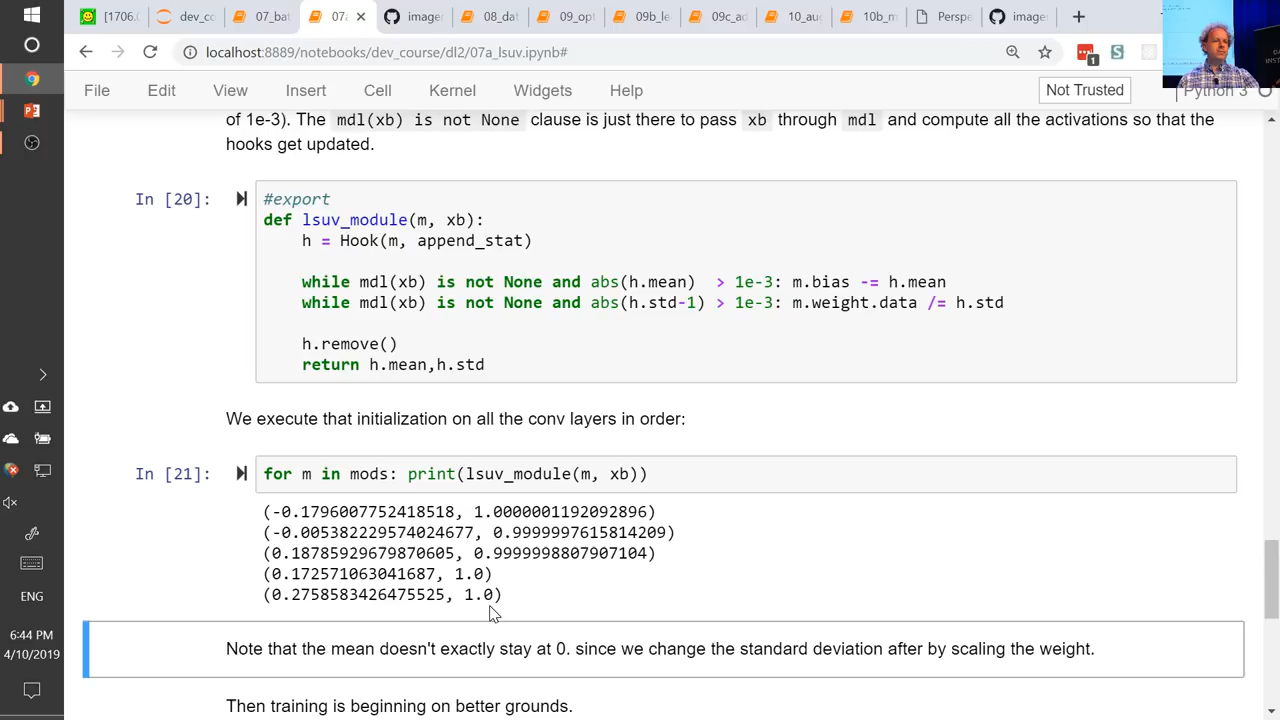 [1706.0
dev_co
07_bat
07a
imagen
08_dat
09_opt
09b_le
09c_ad
10_aug
10b_m
Perspe
imagen
localhost:8889/notebooks/dev_course/dl2/07a_lsuv.ipynb#
1
File Edit View Insert Cell Kernel Widgets Help
Not Trusted
Python 3
of 1e-3). The mdl(xb) is not None clause is just there to pass xb through mdl and compute all the activations so that the
hooks get updated.
In [20]:
#export
def lsuv_module(m, xb):
h = Hook(m, append_stat)
while mdl(xb) is not None and abs(h.mean) > 1e-3: m.bias -= h.mean
while mdl(xb) is not None and abs(h.std-1) > 1e-3: m.weight.data /= h.std
h.remove()
return h.mean,h.std
We execute that initialization on all the conv layers in order:
In [21]:
for m in mods: print(lsuv_module(m, xb))
(-0.1796007752418518, 1.0000001192092896)
(-0.005382229574024677, 0.9999997615814209)
(0.18785929679870605, 0.9999998807907104)
(0.172571063041687, 1.0)
(0.2758583426475525, 1.0)
Note that the mean doesn't exactly stay at 0. since we change the standard deviation after by scaling the weight.
Then training is beginning on better grounds.
ENG
6:44 PM
4/10/2019